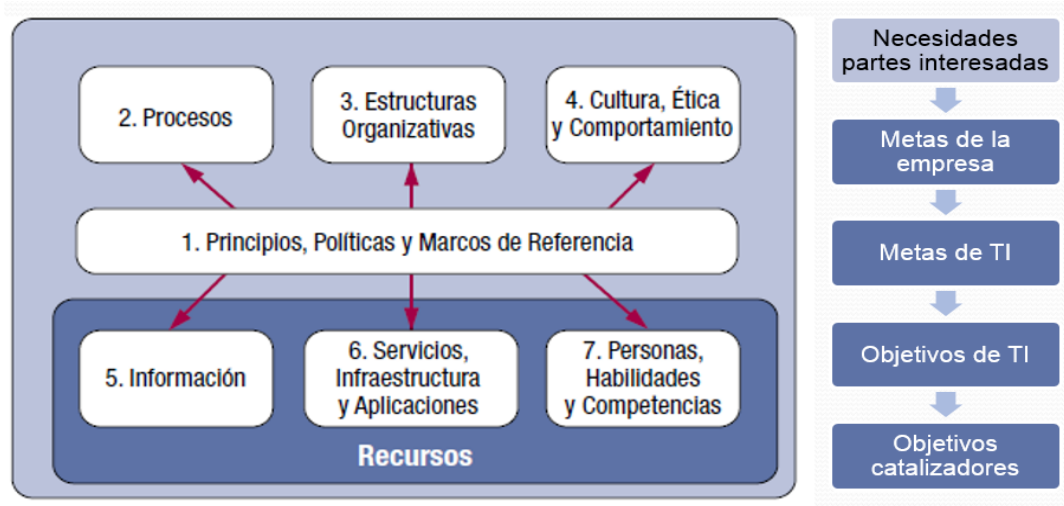 2. Procesos
3. Estructuras
Organizativas
4. Cultura, Ética
y Comportamiento
1. Principios, Políticas y Marcos de Referencia
5. Información
6. Servicios,
Infraestructura
y Aplicaciones
7. Personas,
Habilidades
y Competencias
Recursos
Necesidades
partes interesadas
Metas de la
empresa
Metas de TI
Objetivos de TI
Objetivos
catalizadores